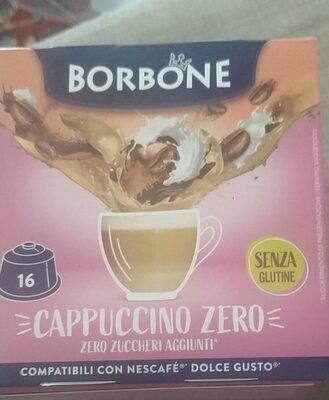 BORBONE
16
SENZA
GLUTINE
CAPPUCCINO ZERO
ZERO ZUCCHERI AGGIUNTI*
COMPATIBILI CON NESCAFÉ®* DOLCE GUSTO®*